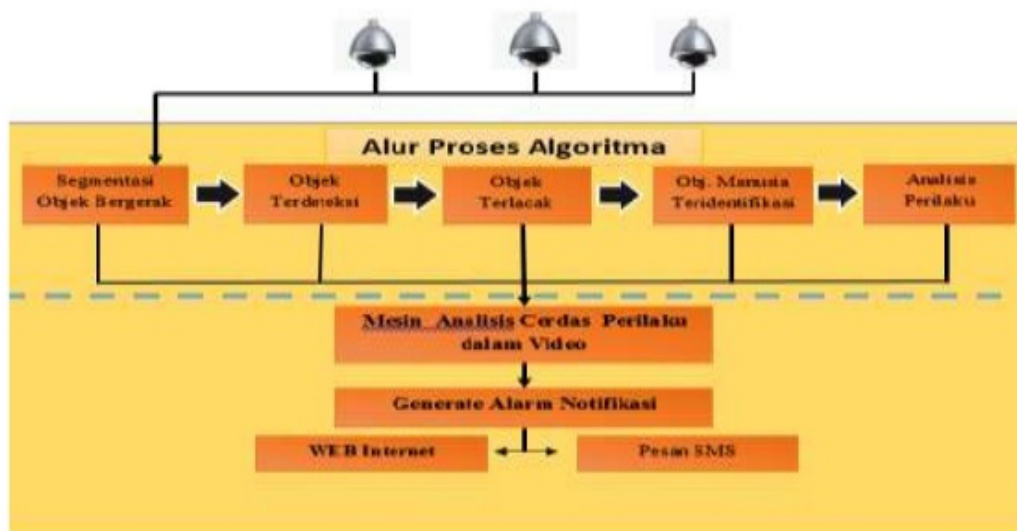 Alur Proses Algoritma
Segmentasi
Objek Bergerak
Objek
Terdeteksi
Objek
Terlacak
Obj. Manusia
Teridentifikasi
Analisis
Perilaku
Mesin Analisis Cerdas Perilaku
dalam Video
Generate Alarm Notifikasi
WEB Internet
Pesan SMS